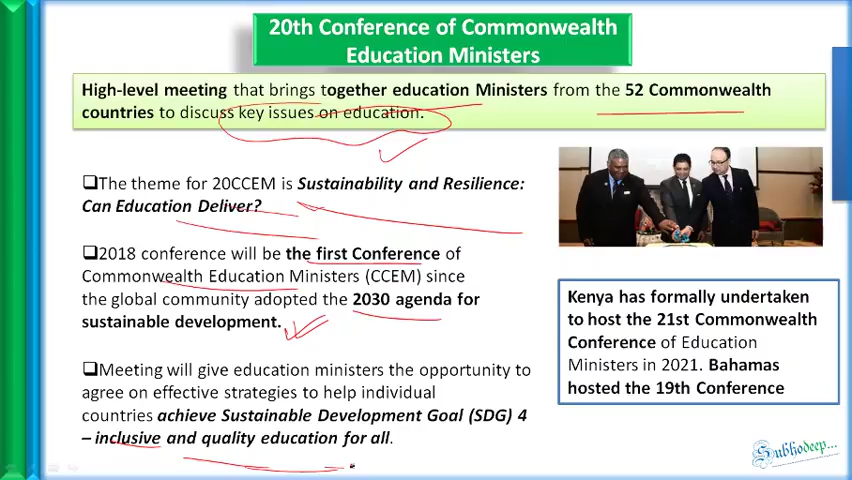 20th Conference of Commonwealth
Education Ministers
High-level meeting that brings together education Ministers from the 52 Commonwealth
countries to discuss key issues on education.
❑The theme for 20CCEM is Sustainability and Resilience:
Can Education Deliver?
❑2018 conference will be the first Conference of
Commonwealth Education Ministers (CCEM) since
the global community adopted the 2030 agenda for
sustainable development.
❑Meeting will give education ministers the opportunity to
agree on effective strategies to help individual
countries achieve Sustainable Development Goal (SDG) 4
– inclusive and quality education for all.
Kenya has formally undertaken
to host the 21st Commonwealth
Conference of Education
Ministers in 2021. Bahamas
hosted the 19th Conference
Subhodeep...